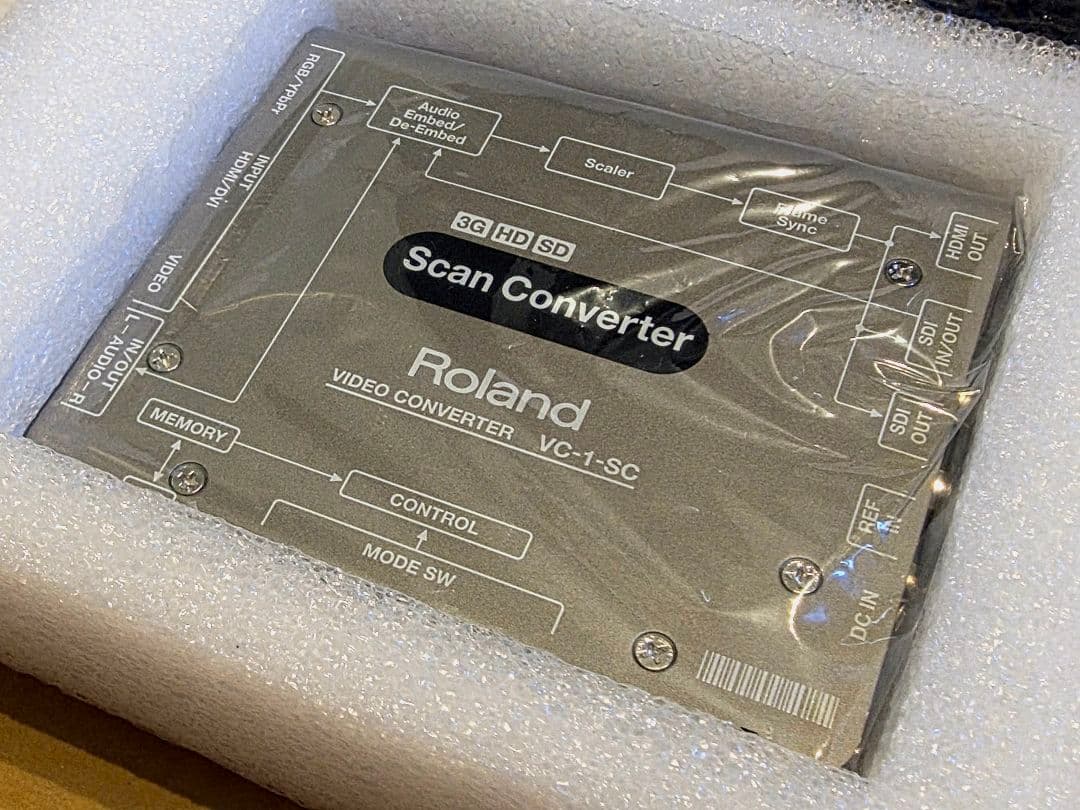 RGB/YPbPr
INPUT
HDMI/DVI
VIDEO
IN/OUT
L – AUDIO – R
Audio
Embed/
De-Embed
Scaler
Frame
Sync
HDMI
OUT
SDI
IN/OUT
SDI
OUT
REF
IN
DC IN
3G HD SD
Scan Converter
Roland
VIDEO CONVERTER VC-1-SC
MEMORY
CONTROL
MODE SW